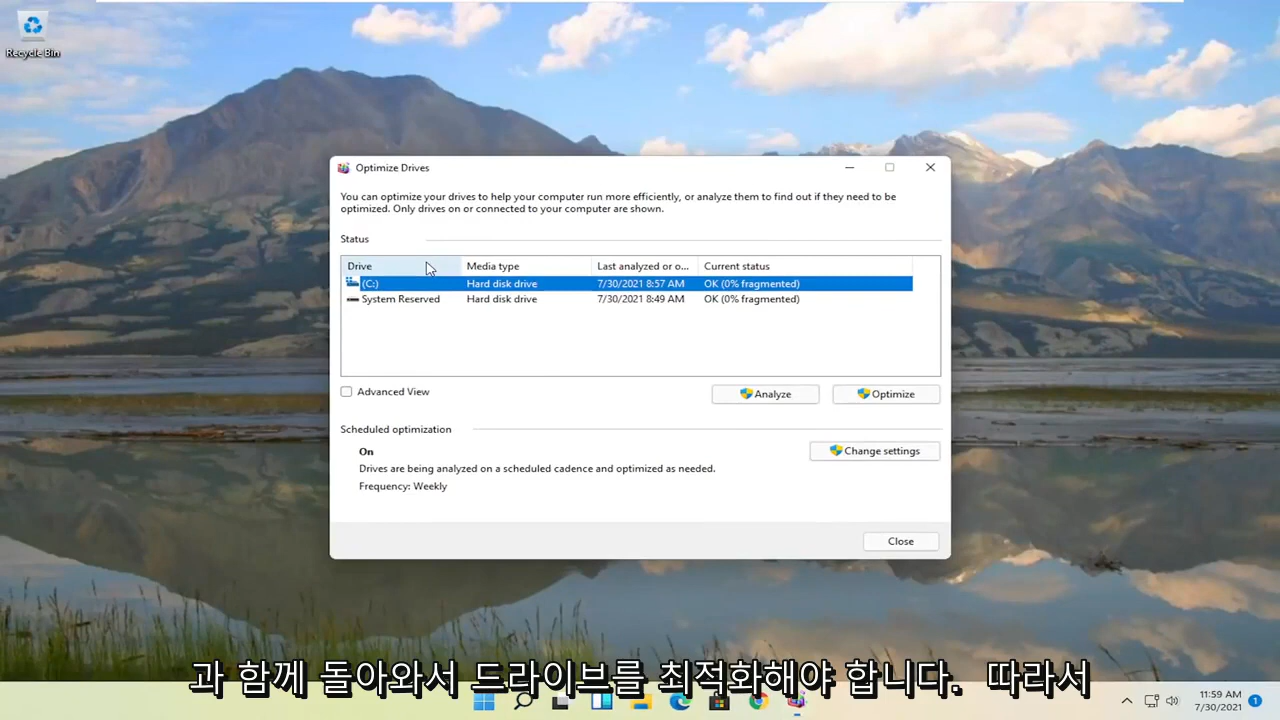 Recycle Bin
Optimize Drives
You can optimize your drives to help your computer run more efficiently, or analyze them to find out if they need to be
optimized. Only drives on or connected to your computer are shown.
Status
Drive Media type Last analyzed or o... Current status
(C:) Hard disk drive 7/30/2021 8:57 AM OK (0% fragmented)
System Reserved Hard disk drive 7/30/2021 8:49 AM OK (0% fragmented)
Advanced View Analyze Optimize
Scheduled optimization
On Change settings
Drives are being analyzed on a scheduled cadence and optimized as needed.
Frequency: Weekly
Close
과 함께 돌아와서 드라이브를 최적화해야 합니다. 따라서
11:59 AM
7/30/2021 1